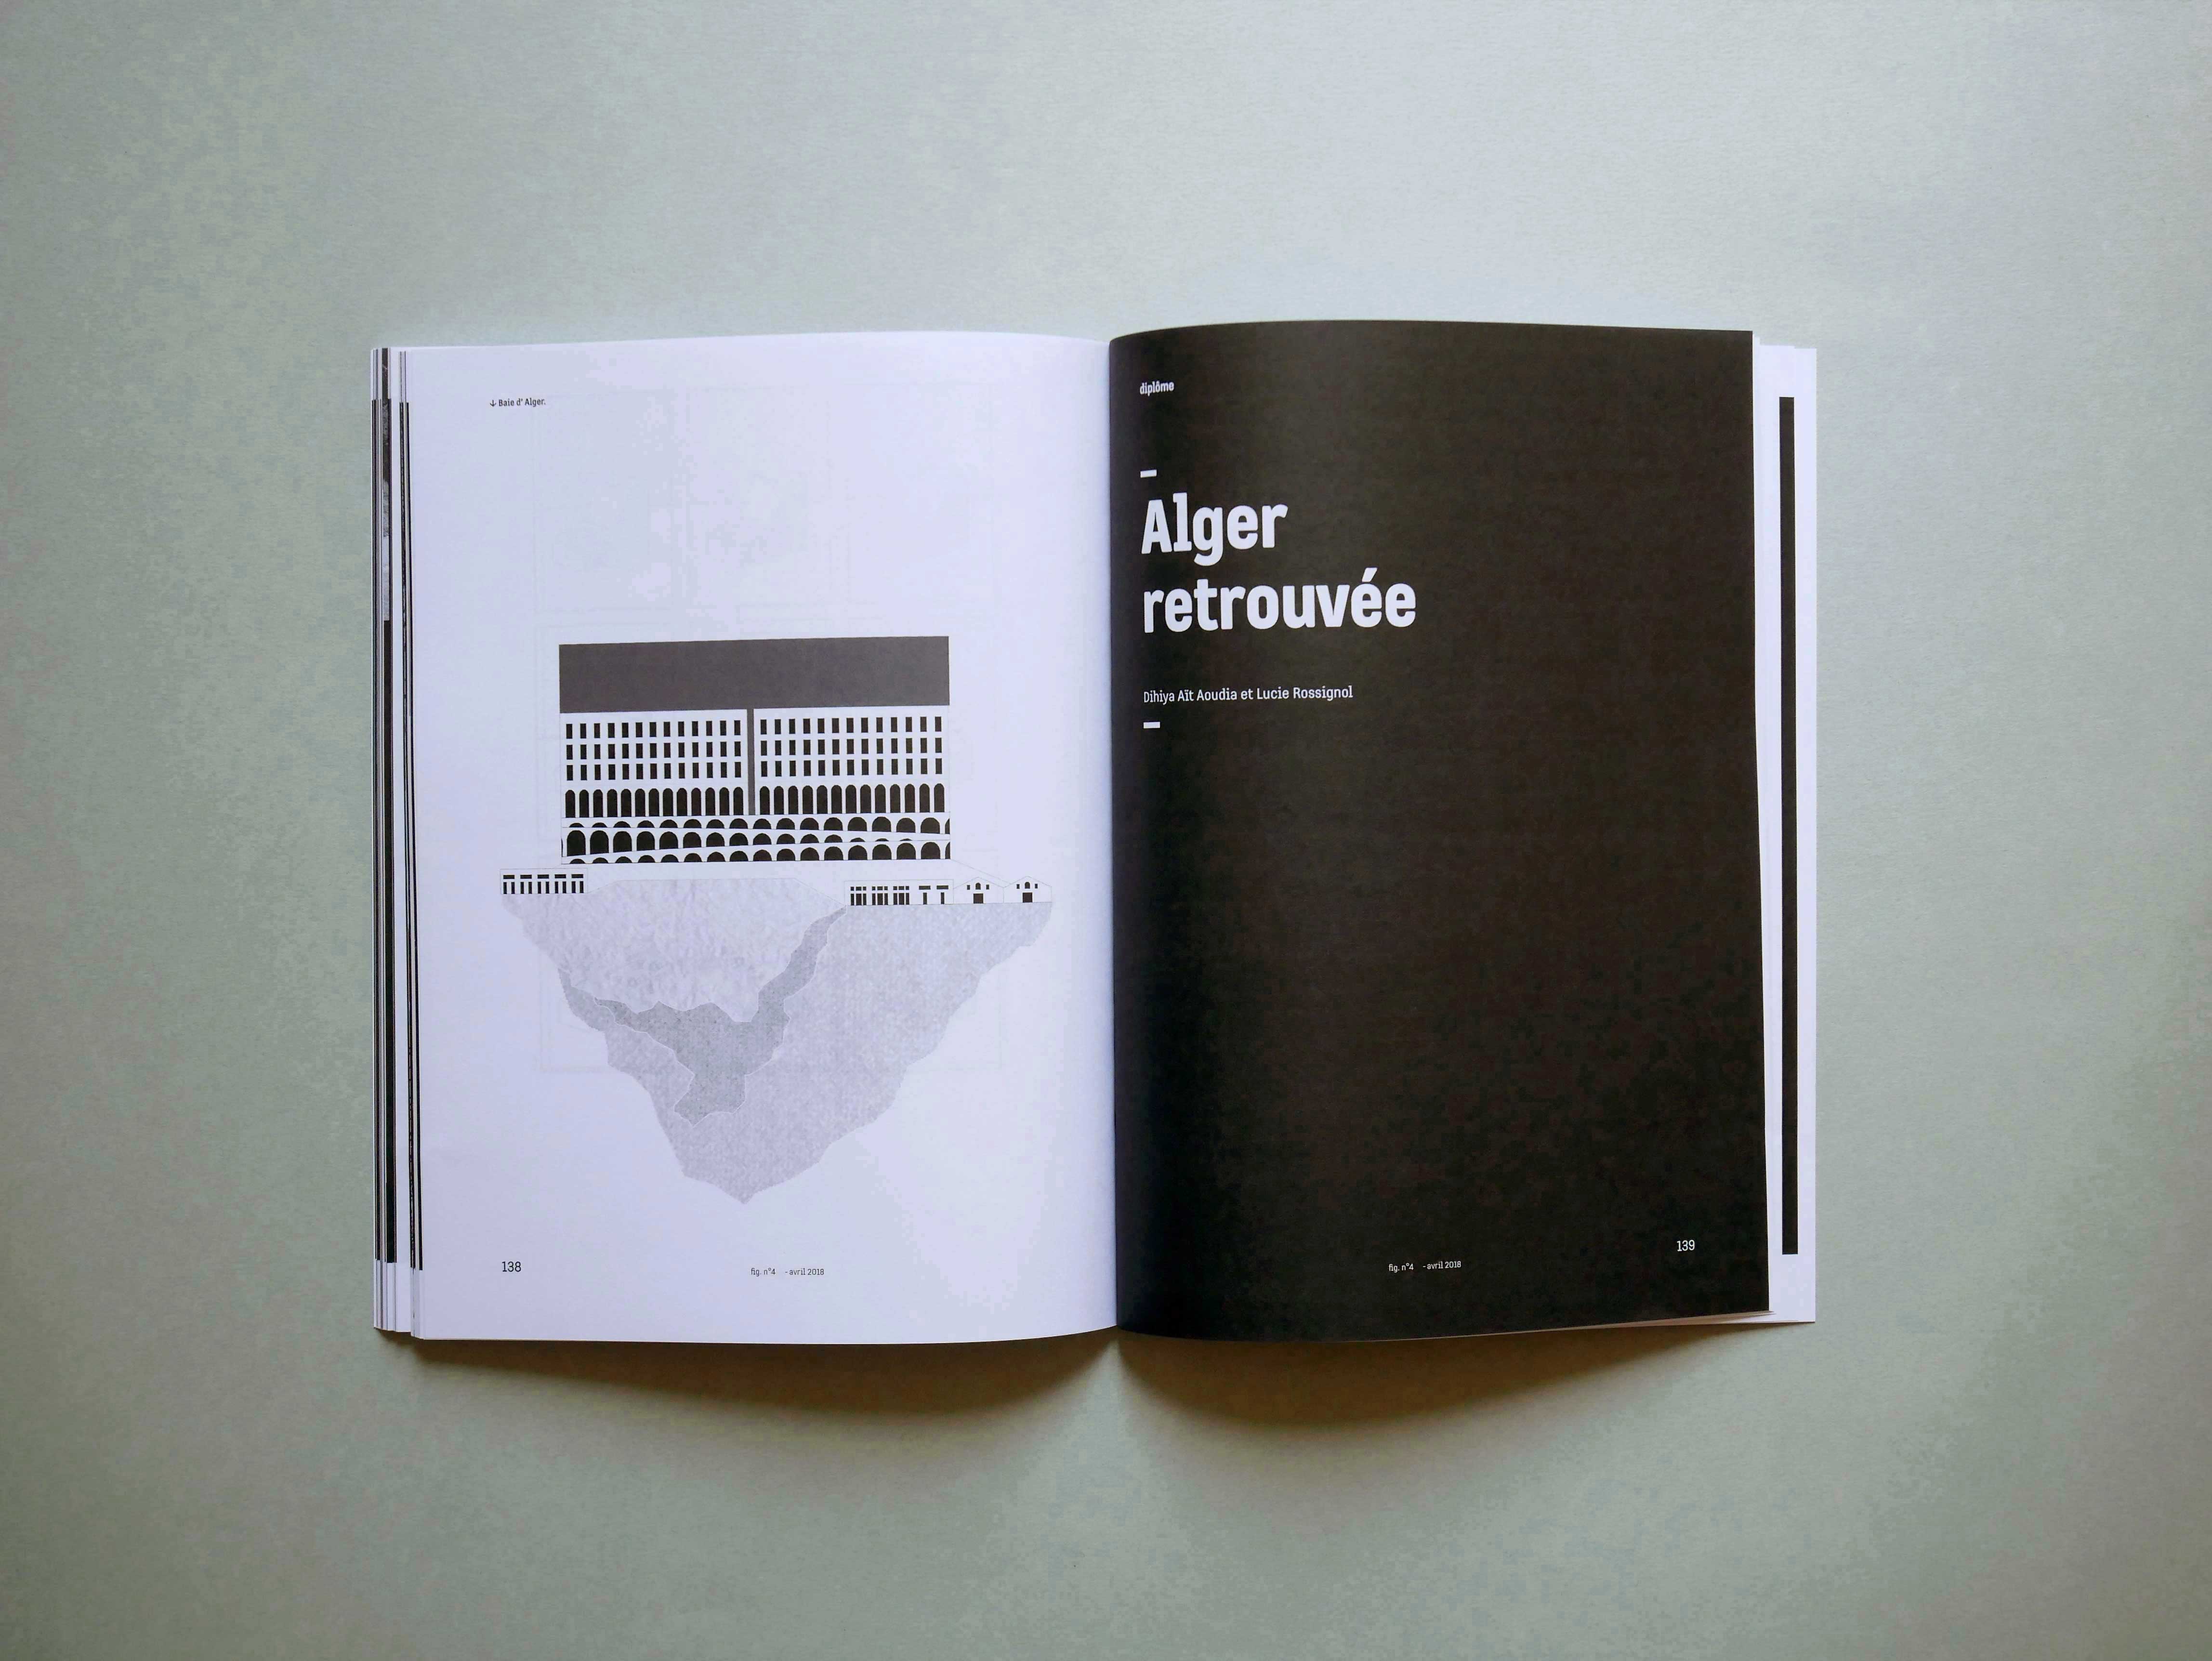 ↓ Baie d' Alger.
138
fig. n°4 - avril 2018
diplôme
Alger
retrouvée
Dihiya Aït Aoudia et Lucie Rossignol
139
fig. n°4 - avril 2018